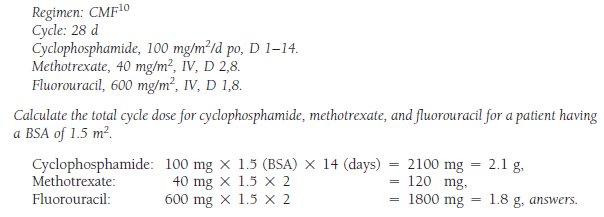 Regimen: CMF¹⁰
Cycle: 28 d
Cyclophosphamide, 100 mg/m²/d po, D 1–14.
Methotrexate, 40 mg/m², IV, D 2,8.
Fluorouracil, 600 mg/m², IV, D 1,8.
Calculate the total cycle dose for cyclophosphamide, methotrexate, and fluorouracil for a patient having
a BSA of 1.5 m².
Cyclophosphamide: 100 mg × 1.5 (BSA) × 14 (days) = 2100 mg = 2.1 g,
Methotrexate: 40 mg × 1.5 × 2 = 120 mg,
Fluorouracil: 600 mg × 1.5 × 2 = 1800 mg = 1.8 g, answers.